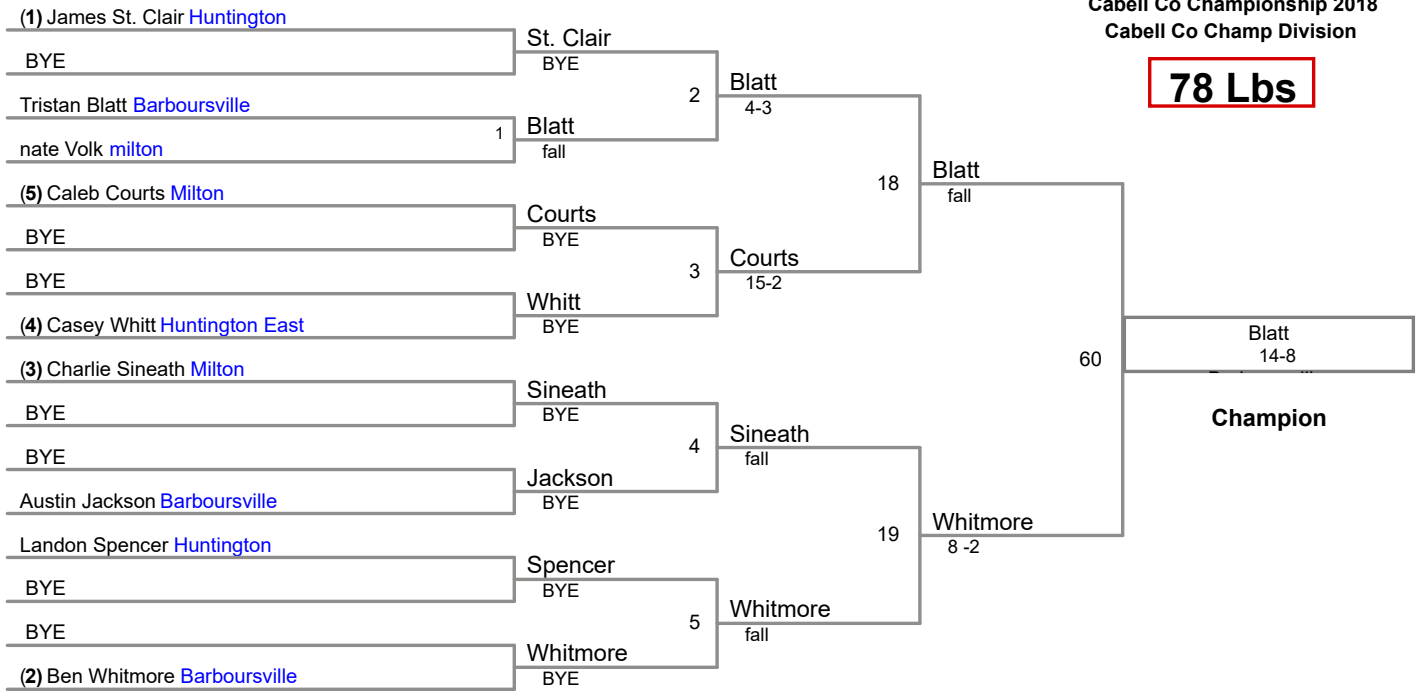 Cabell Co Championship 2018
Cabell Co Champ Division
78 Lbs
(1) James St. Clair Huntington
BYE
Tristan Blatt Barboursville
nate Volk milton
(5) Caleb Courts Milton
BYE
BYE
(4) Casey Whitt Huntington East
(3) Charlie Sineath Milton
BYE
BYE
Austin Jackson Barboursville
Landon Spencer Huntington
BYE
BYE
(2) Ben Whitmore Barboursville
St. Clair
BYE
1
Blatt
fall
Courts
BYE
Whitt
BYE
Sineath
BYE
Jackson
BYE
Spencer
BYE
Whitmore
BYE
2
Blatt
4-3
3
Courts
15-2
4
Sineath
fall
5
Whitmore
fall
18
Blatt
fall
19
Whitmore
8 -2
60
Blatt
14-8
Champion